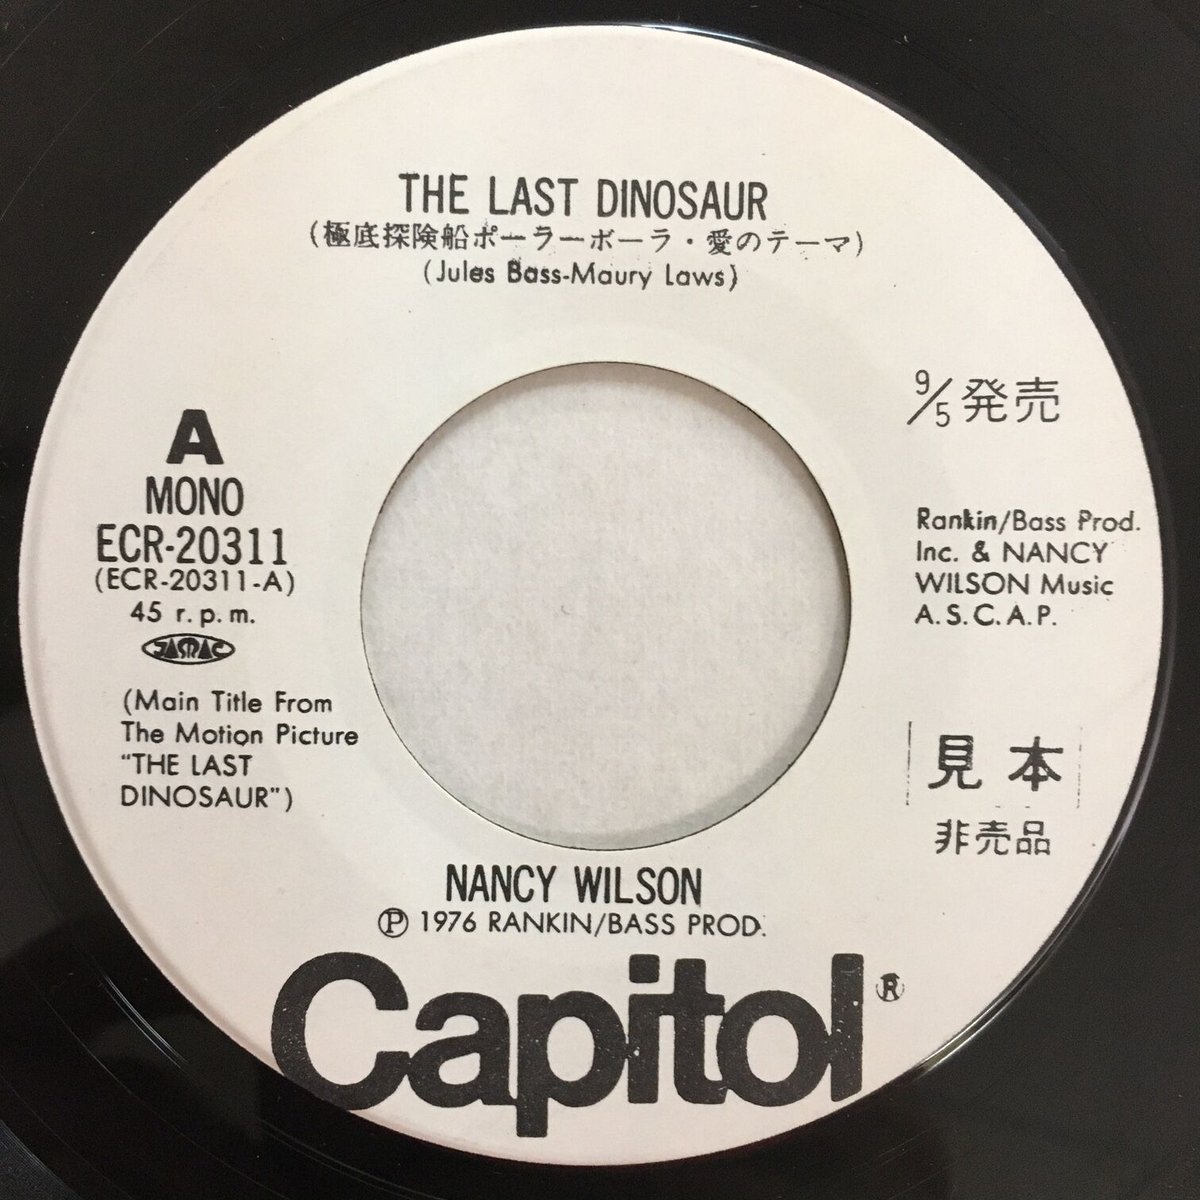 THE LAST DINOSAUR
(極底探険船ポーラーボーラ・愛のテーマ)
(Jules Bass-Maury Laws)
9/5発売
A
MONO
ECR-20311
(ECR-20311-A)
45 r.p.m.
JASRAC
(Main Title From
The Motion Picture
“THE LAST
DINOSAUR”)
Rankin/Bass Prod.
Inc. & NANCY
WILSON Music
A.S.C.A.P.
見本
非売品
NANCY WILSON
Ⓟ 1976 RANKIN/BASS PROD.
Capitol®